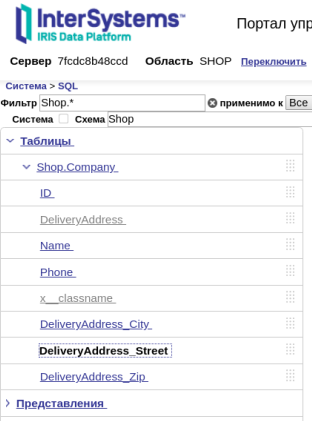 InterSystems™
IRIS Data Platform
Портал упр
Сервер 7fcdc8b48ccd Область SHOP Переключить
Система > SQL
Фильтр Shop.* применимо к Все
Система Схема Shop
Таблицы
Shop.Company
ID
DeliveryAddress
Name
Phone
x__classname
DeliveryAddress_City
DeliveryAddress_Street
DeliveryAddress_Zip
Представления